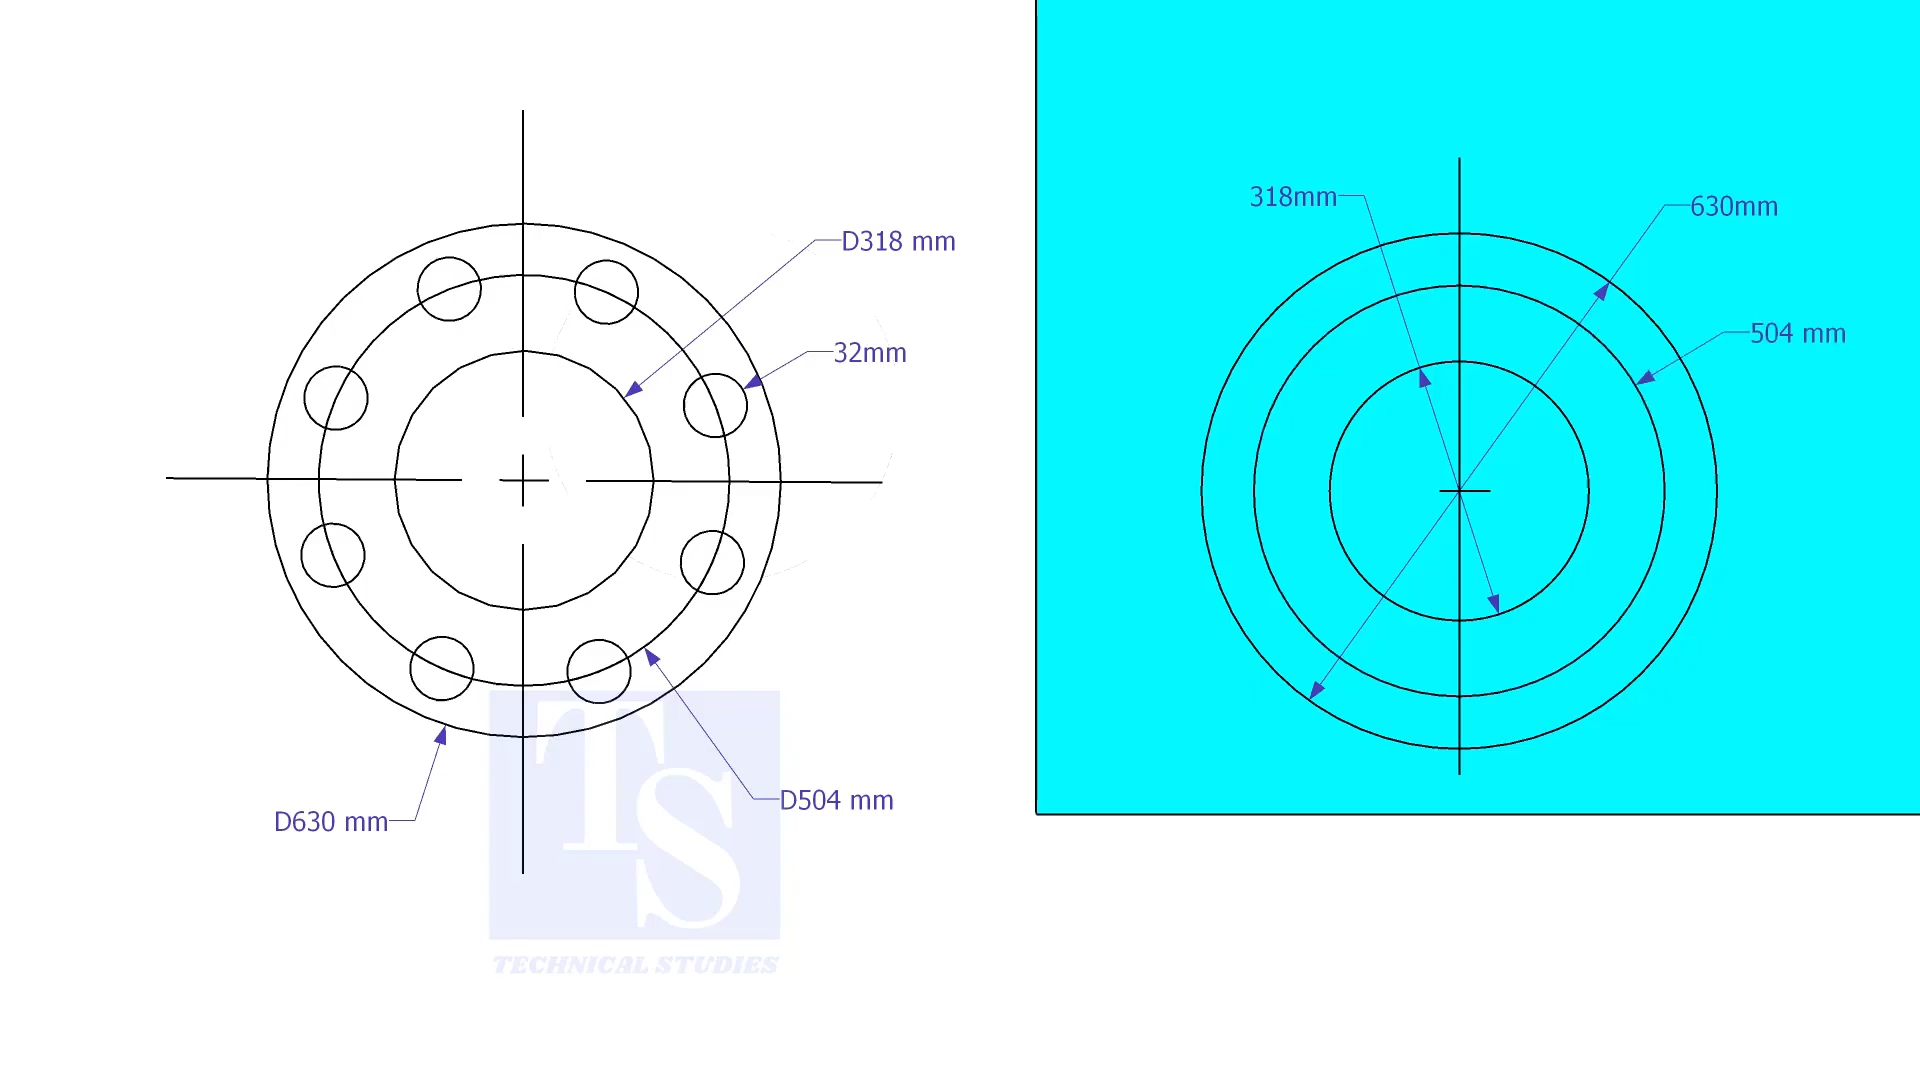 D318 mm
32mm
D504 mm
D630 mm
TS
TECHNICAL STUDIES
318mm
630mm
504 mm